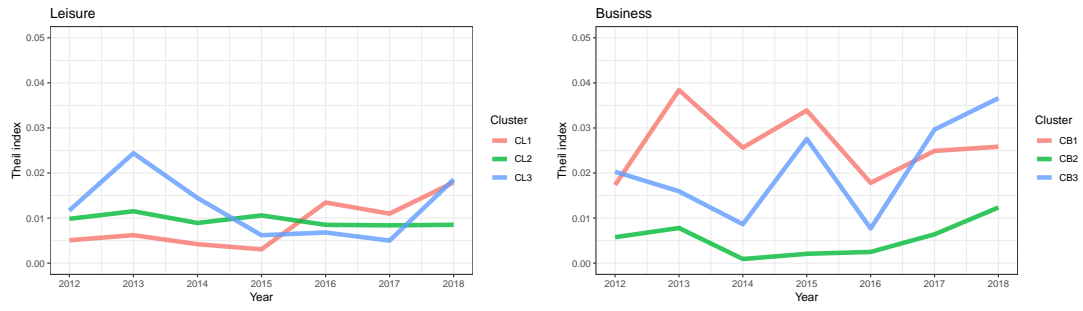 Leisure
Theil index
0.05
0.04
0.03
0.02
0.01
0.00
2012 2013 2014 2015 2016 2017 2018
Year
Cluster
CL1
CL2
CL3
Business
Theil index
0.05
0.04
0.03
0.02
0.01
0.00
2012 2013 2014 2015 2016 2017 2018
Year
Cluster
CB1
CB2
CB3